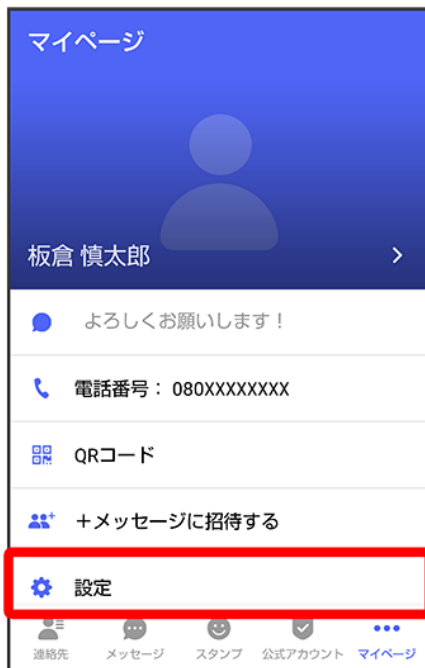 マイページ
板倉 慎太郎
よろしくお願いします！
電話番号： 080XXXXXXXX
QRコード
＋メッセージに招待する
設定
連絡先 メッセージ スタンプ 公式アカウント マイページ